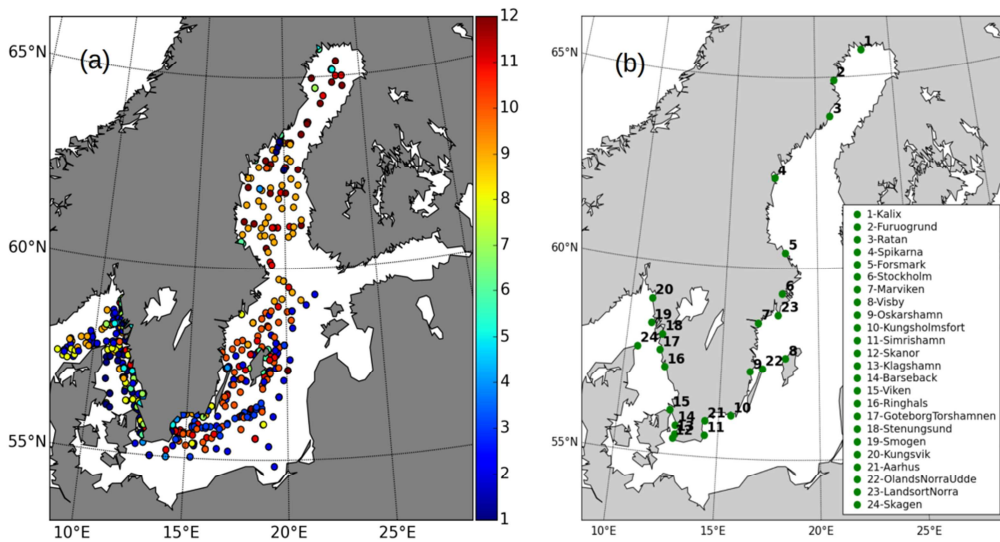 (a)
65°N
60°N
55°N
10°E
15°E
20°E
25°E
12
11
10
9
8
7
6
5
4
3
2
1
(b)
65°N
60°N
55°N
10°E
15°E
20°E
25°E
1
2
3
4
5
6
23
7
20
19
18
24
17
16
8
22
9
15
14
13
12
21
10
11
1-Kalix
2-Furuogrund
3-Ratan
4-Spikarna
5-Forsmark
6-Stockholm
7-Marviken
8-Visby
9-Oskarshamn
10-Kungsholmsfort
11-Simrishamn
12-Skanor
13-Klagshamn
14-Barseback
15-Viken
16-Ringhals
17-GoteborgTorshamnen
18-Stenungsund
19-Smogen
20-Kungsvik
21-Aarhus
22-OlandsNorraUdde
23-LandsortNorra
24-Skagen